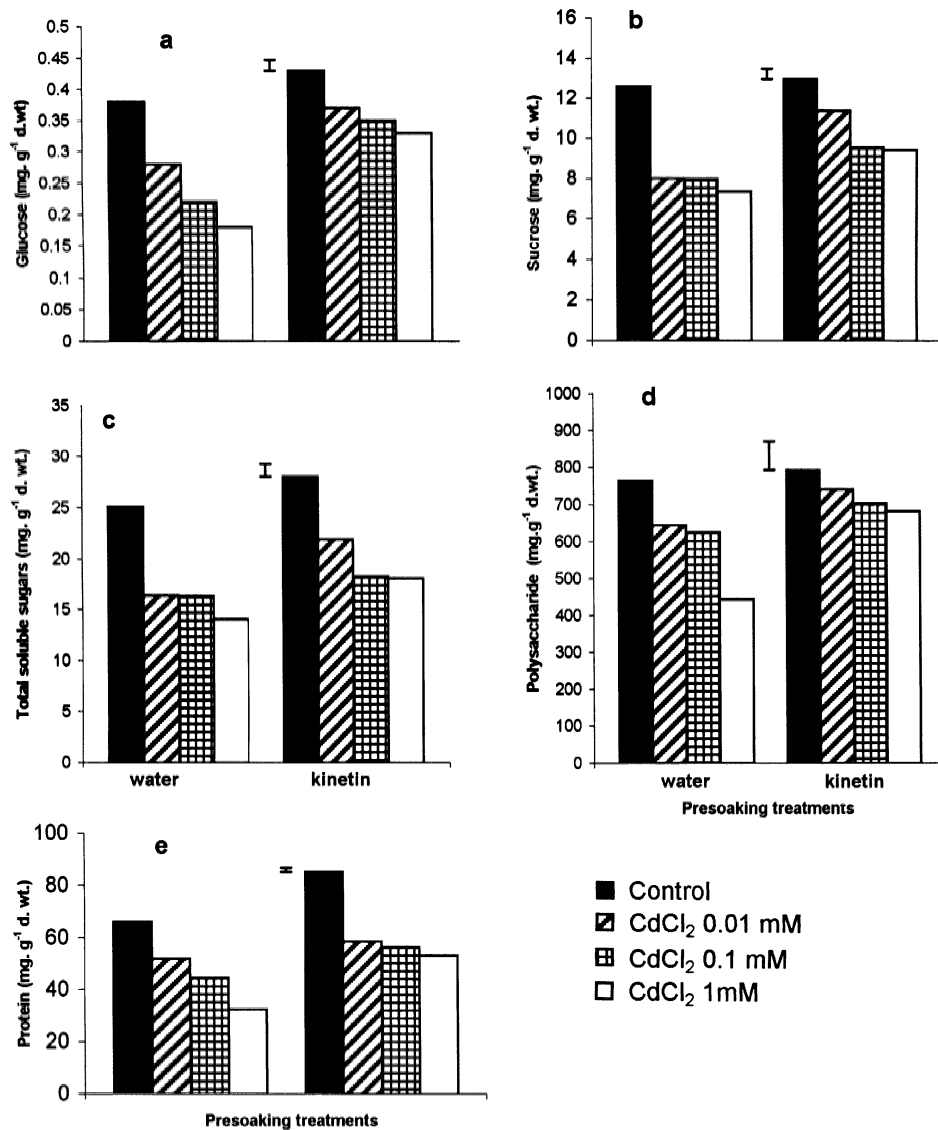 a
Glucose (mg. g-1 d.wt)
0.5
0.45
0.4
0.35
0.3
0.25
0.2
0.15
0.1
0.05
0
b
Sucrose (mg. g-1 d. wt.)
16
14
12
10
8
6
4
2
0
c
Total soluble sugars (mg. g-1 d. wt.)
35
30
25
20
15
10
5
0
water kinetin
d
Polysaccharide (mg.g-1 d.wt.)
1000
900
800
700
600
500
400
300
200
100
0
water kinetin
Presoaking treatments
e
Protein (mg. g-1 d. wt.)
100
80
60
40
20
0
Presoaking treatments
Control
CdCl2 0.01 mM
CdCl2 0.1 mM
CdCl2 1mM